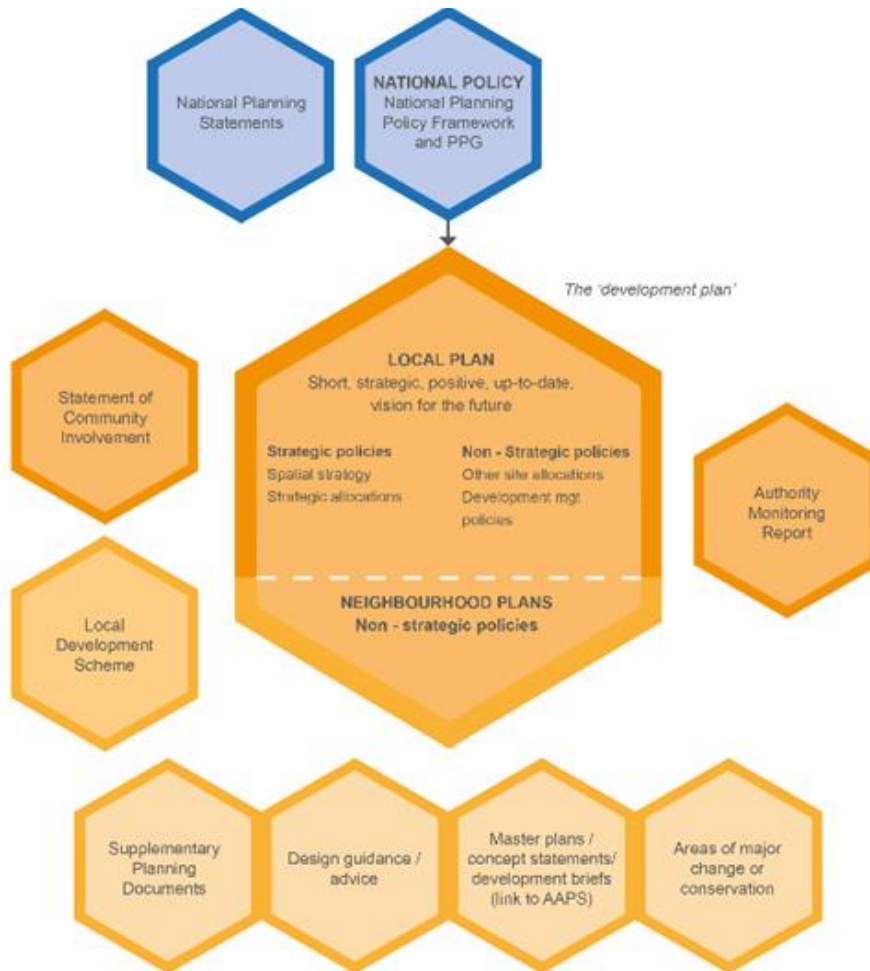 National Planning
Statements
NATIONAL POLICY
National Planning
Policy Framework
and PPG
The 'development plan'
LOCAL PLAN
Short, strategic, positive, up-to-date,
vision for the future
Strategic policies
Spatial strategy
Strategic allocations
Non - Strategic policies
Other site allocations
Development mgt
policies
NEIGHBOURHOOD PLANS
Non - strategic policies
Statement of
Community
Involvement
Local
Development
Scheme
Authority
Monitoring
Report
Supplementary
Planning
Documents
Design guidance /
advice
Master plans /
concept statements/
development briefs
(link to AAPS)
Areas of major
change or
conservation